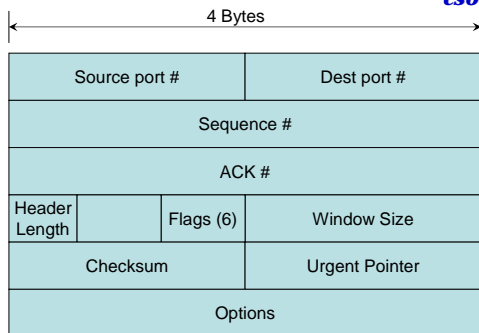 4 Bytes
Source port #
Dest port #
Sequence #
ACK #
Header
Length
Flags (6)
Window Size
Checksum
Urgent Pointer
Options